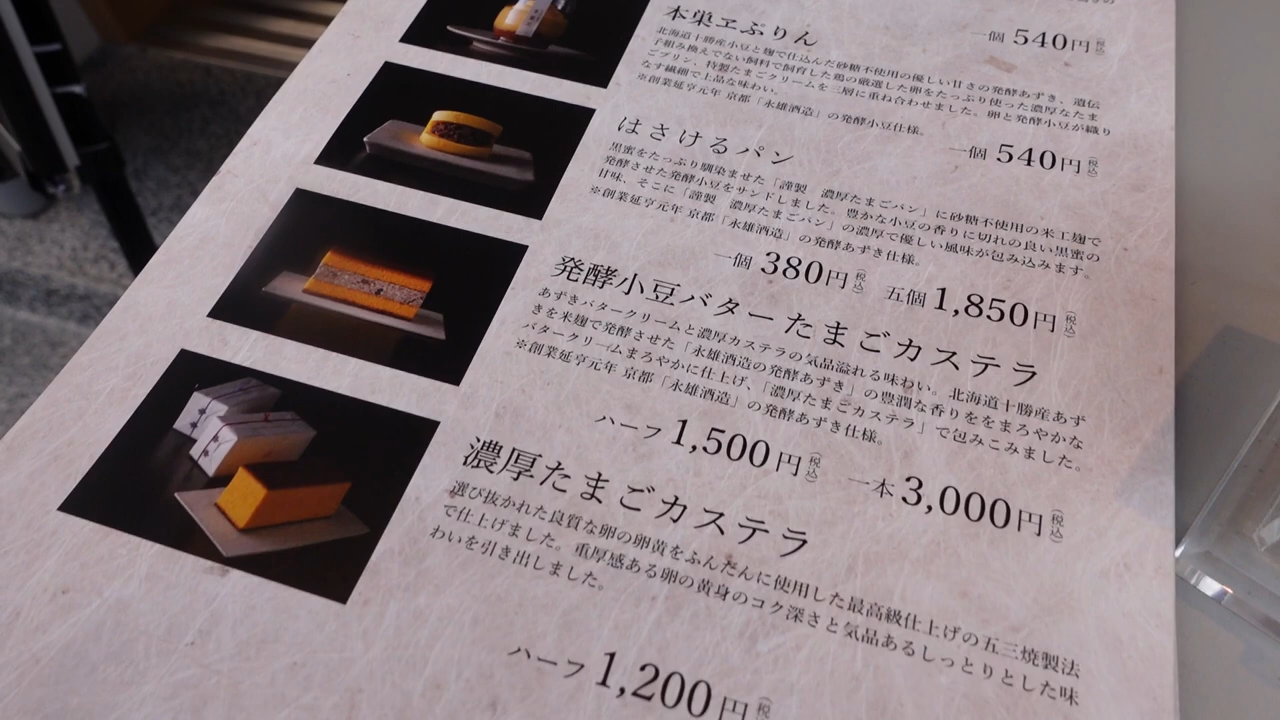 本巣ヱぷりん
一個 540円(税込)
北海道十勝産小豆と麹で仕込んだ砂糖不使用の優しい甘さの発酵あずき、遺伝
子組み換えでない飼料で飼育した鶏の厳選した卵をたっぷり使った濃厚なたま
ごプリン、特製たまごクリームを三層に重ね合わせました。卵と発酵小豆が織り
なす繊細で上品な味わい。
※創業延享元年 京都「永雄酒造」の発酵小豆仕様。
はさけるパン
一個 540円(税込)
黒蜜をたっぷり馴染ませた「謹製 濃厚たまごパン」に砂糖不使用の米工麹で
発酵させた発酵小豆をサンドしました。豊かな小豆の香りに切れの良い黒蜜の
甘味、そこに「謹製 濃厚たまごパン」の濃厚で優しい風味が包み込みます。
※創業延享元年 京都「永雄酒造」の発酵あずき仕様。
一個 380円(税込) 五個 1,850円(税込)
発酵小豆バターたまごカステラ
あずきバタークリームと濃厚カステラの気品溢れる味わい。北海道十勝産あず
きを米麹で発酵させた「永雄酒造の発酵あずき」の豊潤な香りををまろやかな
バタークリームまろやかに仕上げ、「濃厚たまごカステラ」で包みこみました。
※創業延享元年 京都「永雄酒造」の発酵あずき仕様。
ハーフ 1,500円(税込) 一本 3,000円(税込)
濃厚たまごカステラ
選び抜かれた良質な卵の卵黄をふんだんに使用した最高級仕上げの五三焼製法
で仕上げました。重厚感ある卵の黄身のコク深さと気品あるしっとりとした味
わいを引き出しました。
ハーフ 1,200円(税